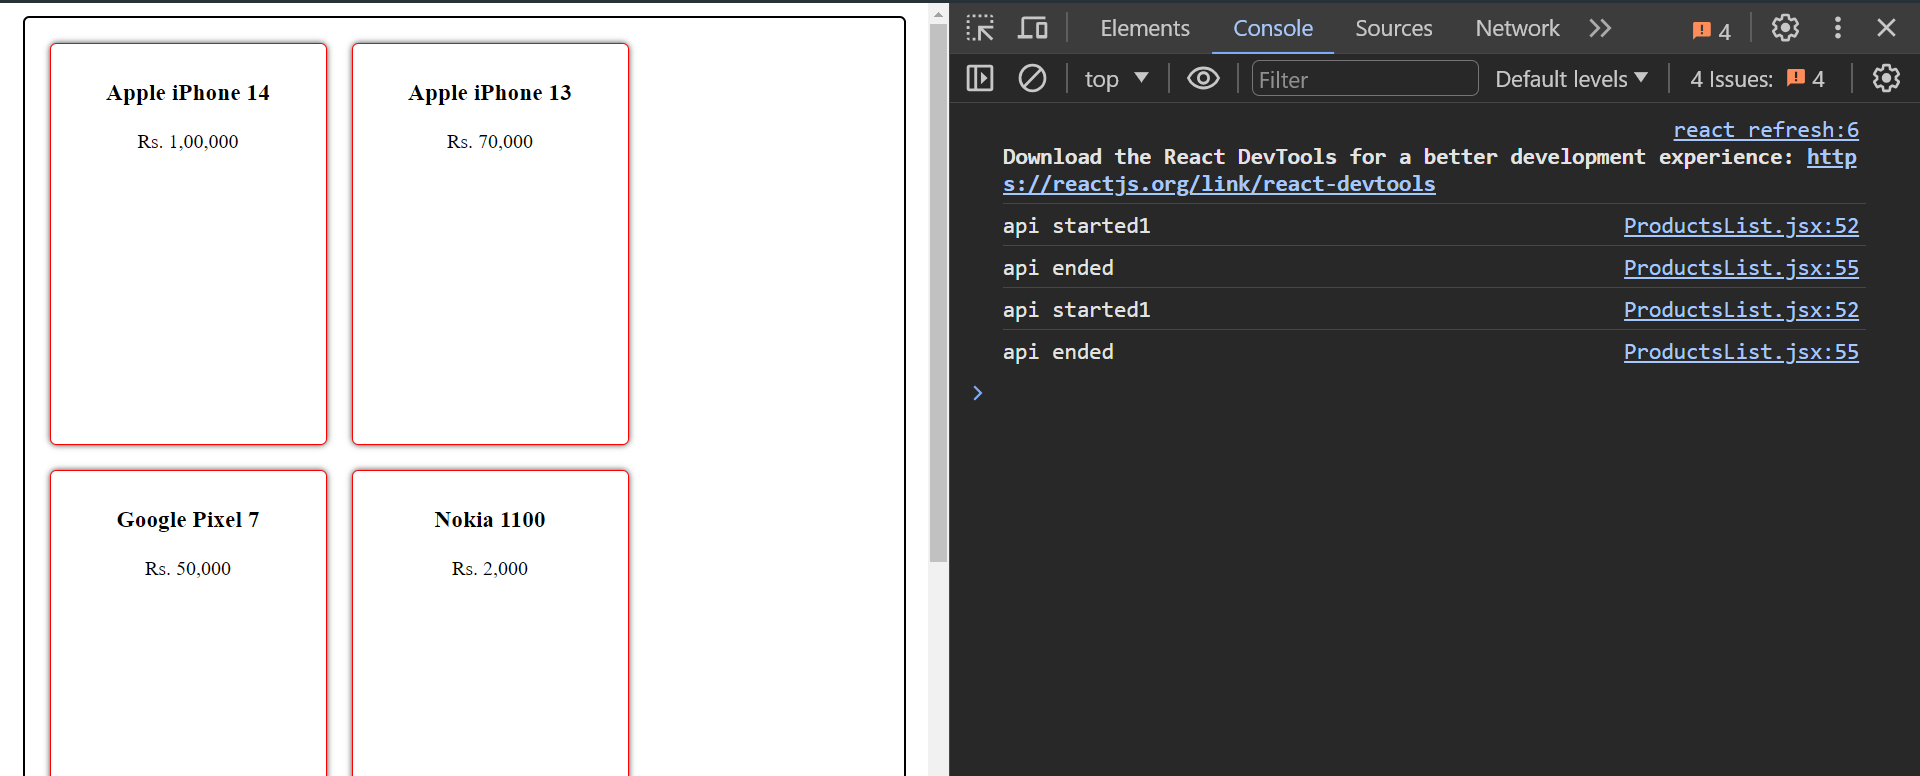 Apple iPhone 14
Rs. 1,00,000
Apple iPhone 13
Rs. 70,000
Google Pixel 7
Rs. 50,000
Nokia 1100
Rs. 2,000
Elements Console Sources Network 4
top Filter Default levels 4 Issues: 4
react refresh:6
Download the React DevTools for a better development experience: http
s://reactjs.org/link/react-devtools
api started1 ProductsList.jsx:52
api ended ProductsList.jsx:55
api started1 ProductsList.jsx:52
api ended ProductsList.jsx:55